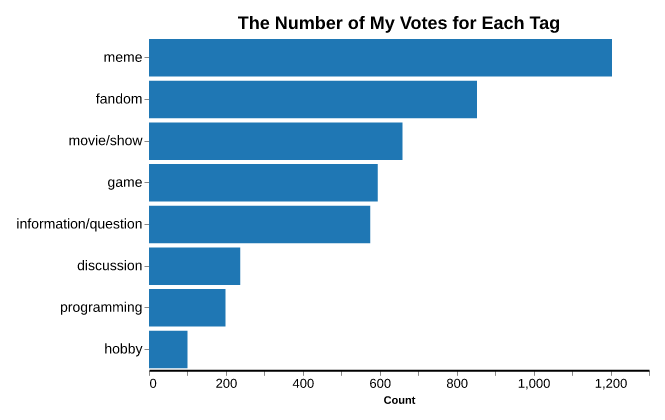 The Number of My Votes for Each Tag
meme
fandom
movie/show
game
information/question
discussion
programming
hobby
0 200 400 600 800 1,000 1,200
Count